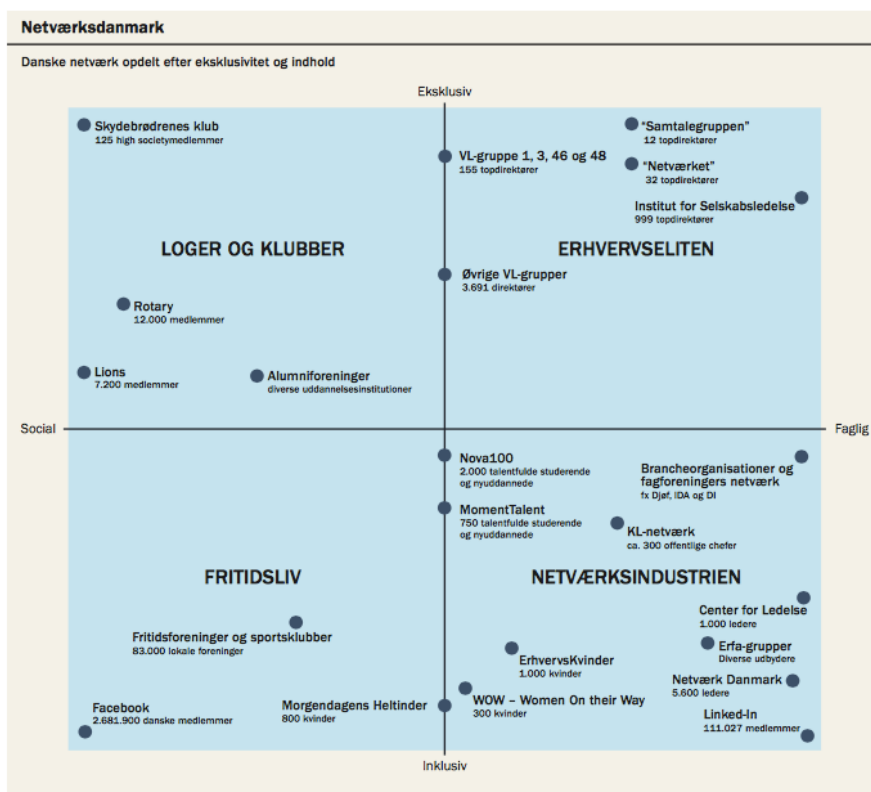 Netværksdanmark
Danske netværk opdelt efter eksklusivitet og indhold
Eksklusiv
Skydebrødrenes klub
125 high societymedlemmer
VL-gruppe 1, 3, 46 og 48
155 topdirektører
"Samtalegruppen"
12 topdirektører
"Netværket"
32 topdirektører
Institut for Selskabsledelse
999 topdirektører
LOGER OG KLUBBER
ERHVERVSELITEN
Øvrige VL-grupper
3.691 direktører
Rotary
12.000 medlemmer
Lions
7.200 medlemmer
Alumniforeninger
diverse uddannelsesinstitutioner
Social
Faglig
Nova100
2.000 talentfulde studerende
og nyuddannede
Brancheorganisationer og
fagforeningers netværk
fx Djøf, IDA og DI
MomentTalent
750 talentfulde studerende
og nyuddannede
KL-netværk
ca. 300 offentlige chefer
FRITIDSLIV
NETVÆRKSINDUSTRIEN
Center for Ledelse
1.000 ledere
Fritidsforeninger og sportsklubber
83.000 lokale foreninger
ErhvervsKvinder
1.000 kvinder
Erfa-grupper
Diverse udbydere
Netværk Danmark
5.600 ledere
Facebook
2.681.900 danske medlemmer
Morgendagens Heltinder
800 kvinder
WOW – Women On their Way
300 kvinder
Linked-In
111.027 medlemmer
Inklusiv